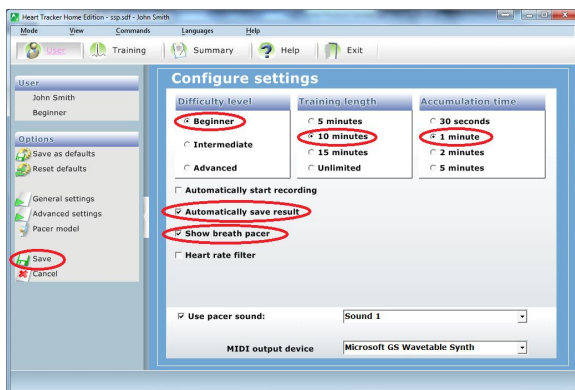 Heart Tracker Home Edition - ssp.sdf - John Smith
Mode View Commands Languages Help
User Training Summary Help Exit
User
John Smith
Beginner
Options
Save as defaults
Reset defaults
General settings
Advanced settings
Pacer model
Save
Cancel
Configure settings
Difficulty level
Beginner
Intermediate
Advanced
Training length
5 minutes
10 minutes
15 minutes
Unlimited
Accumulation time
30 seconds
1 minute
2 minutes
5 minutes
Automatically start recording
Automatically save result
Show breath pacer
Heart rate filter
Use pacer sound: Sound 1
MIDI output device Microsoft GS Wavetable Synth